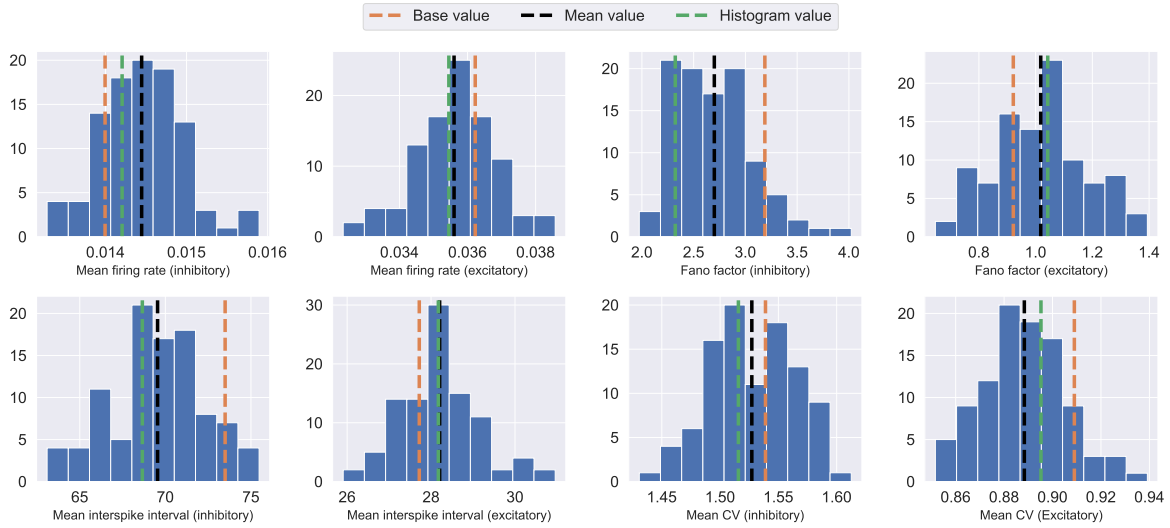 Base value Mean value Histogram value
20
15
10
5
0
0.014 0.015 0.016
Mean firing rate (inhibitory)
20
10
0
0.034 0.036 0.038
Mean firing rate (excitatory)
20
15
10
5
0
2.0 2.5 3.0 3.5 4.0
Fano factor (inhibitory)
20
15
10
5
0
0.8 1.0 1.2 1.4
Fano factor (excitatory)
20
15
10
5
0
65 70 75
Mean interspike interval (inhibitory)
30
20
10
0
26 28 30
Mean interspike interval (excitatory)
20
15
10
5
0
1.45 1.50 1.55 1.60
Mean CV (inhibitory)
20
15
10
5
0
0.86 0.88 0.90 0.92 0.94
Mean CV (Excitatory)